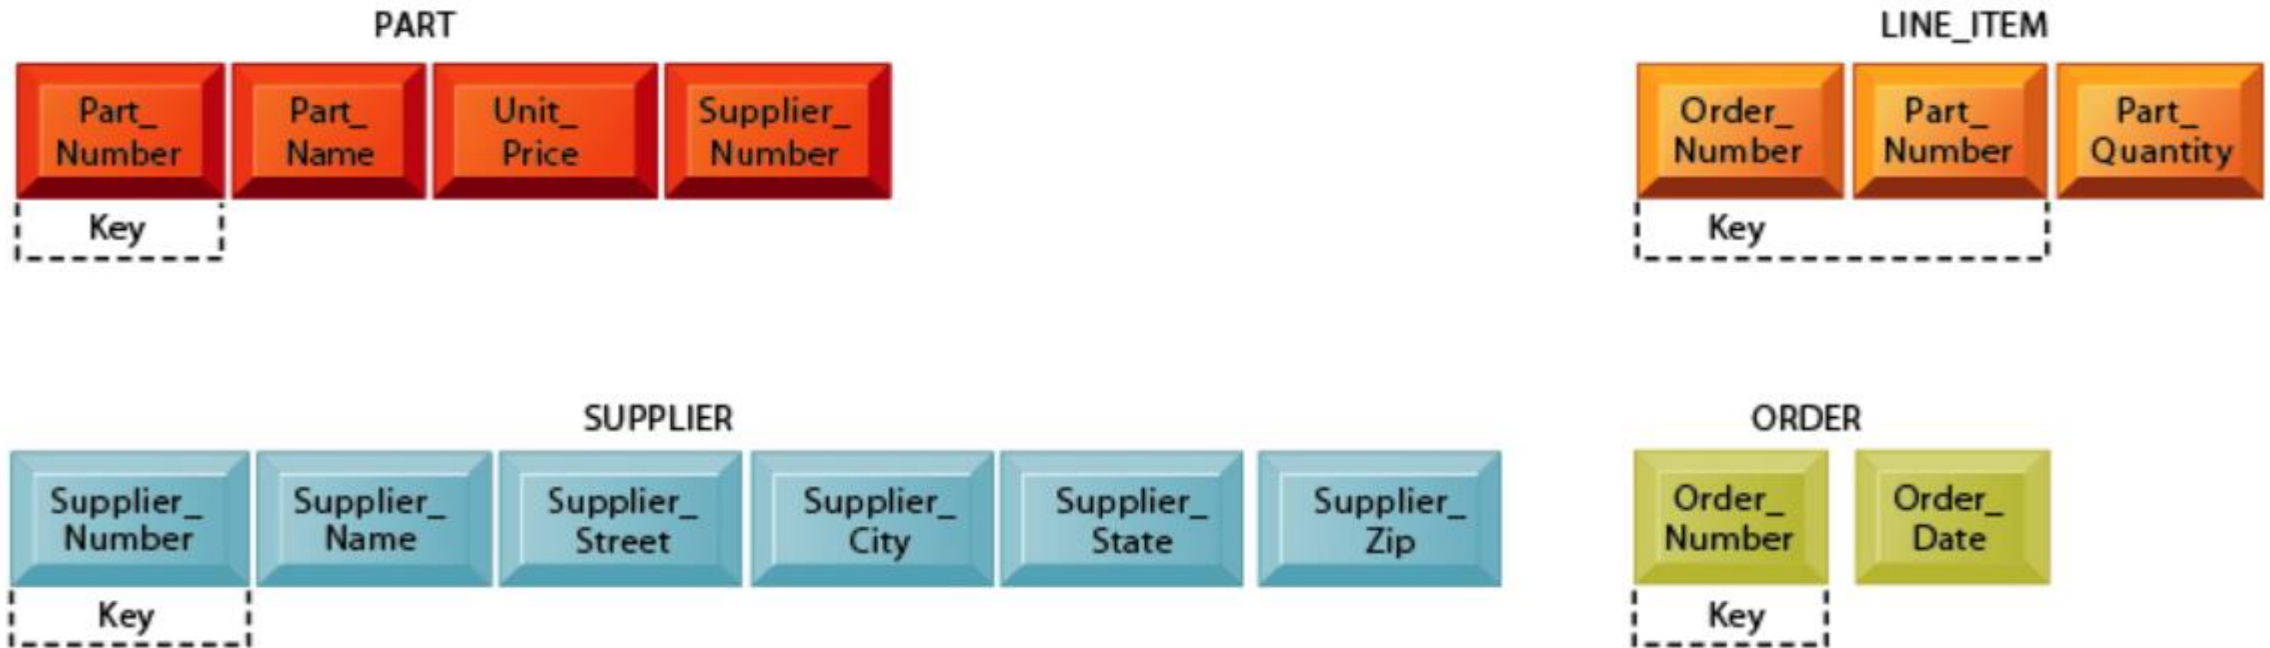 PART
Part_
Number
Part_
Name
Unit_
Price
Supplier_
Number
Key
LINE_ITEM
Order_
Number
Part_
Number
Part_
Quantity
Key
SUPPLIER
Supplier_
Number
Supplier_
Name
Supplier_
Street
Supplier_
City
Supplier_
State
Supplier_
Zip
Key
ORDER
Order_
Number
Order_
Date
Key